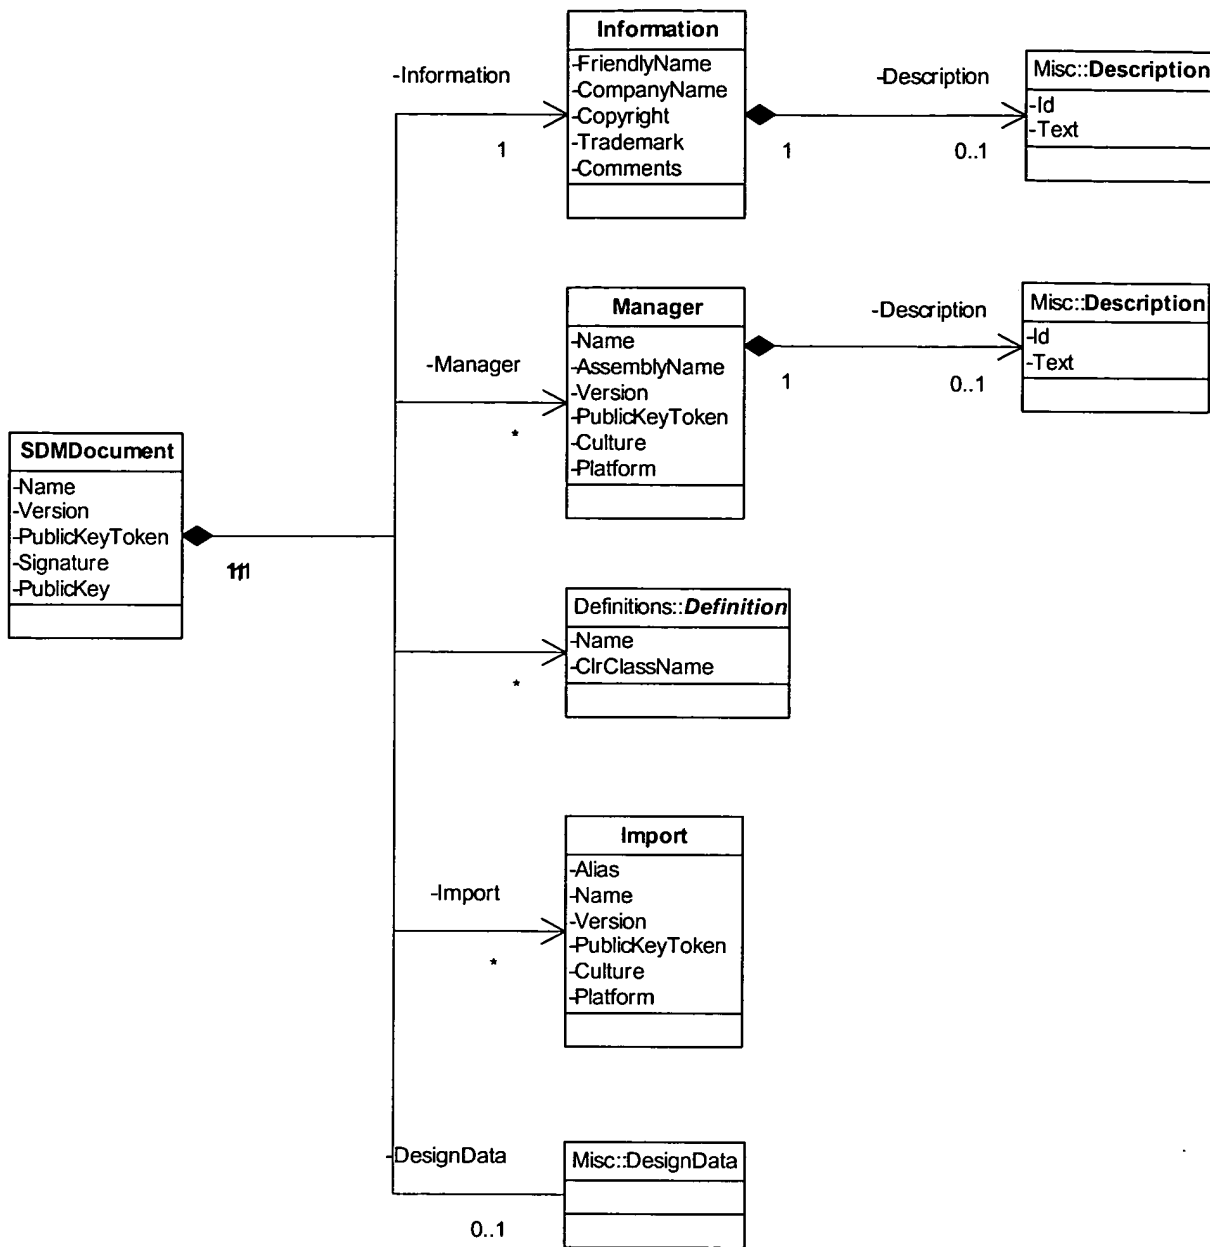 Information
-FriendlyName
-CompanyName
-Copyright
-Trademark
-Comments
-Information
1
1
-Description
0..1
Misc::Description
-Id
-Text
Manager
-Name
-AssemblyName
-Version
-PublicKeyToken
-Culture
-Platform
-Manager
*
1
-Description
0..1
Misc::Description
-Id
-Text
SDMDocument
-Name
-Version
-PublicKeyToken
-Signature
-PublicKey
Definitions::Definition
-Name
-ClrClassName
*
Import
-Alias
-Name
-Version
-PublicKeyToken
-Culture
-Platform
-Import
*
-DesignData
0..1
Misc::DesignData